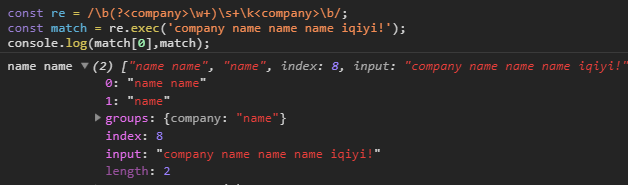 const re = /\b(?<company>\w+)\s+\k<company>\b/;
const match = re.exec('company name name name iqiyi!');
console.log(match[0],match);
name name ▼(2) ["name name", "name", index: 8, input: "company name name name iqiyi!"
0: "name name"
1: "name"
▶groups: {company: "name"}
index: 8
input: "company name name name iqiyi!"
length: 2